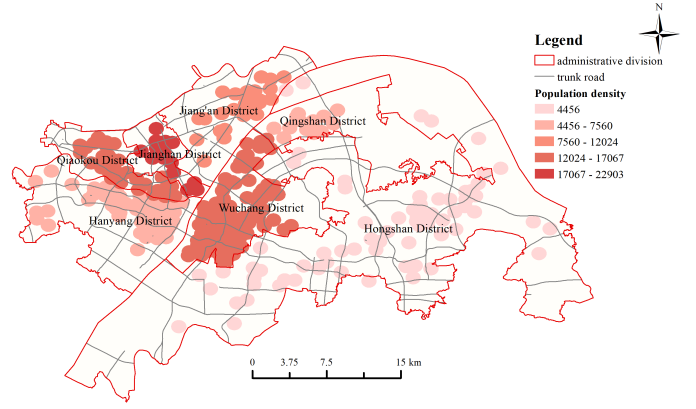 N
Legend
administrative division
trunk road
Population density
4456
4456 - 7560
7560 - 12024
12024 - 17067
17067 - 22903
Jiang'an District
Qingshan District
Qiaokou District
Jianghan District
Wuchang District
Hanyang District
Hongshan District
0 3.75 7.5 15 km